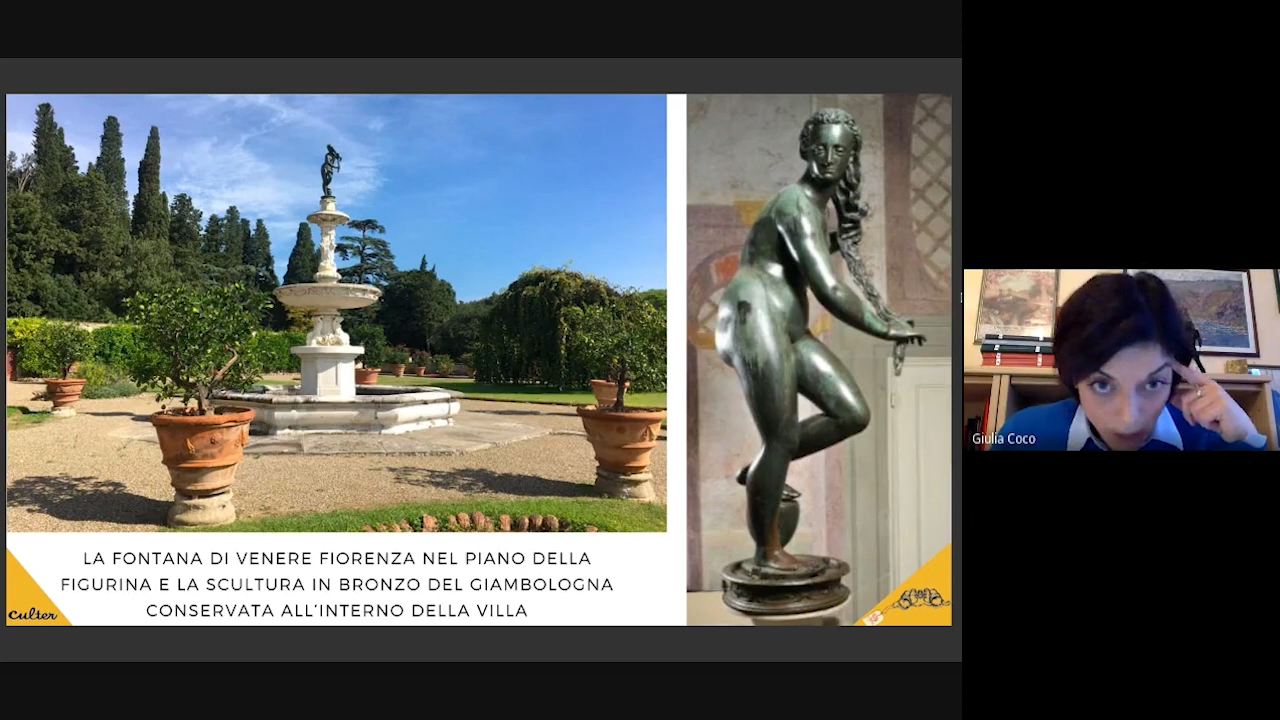 LA FONTANA DI VENERE FIORENZA NEL PIANO DELLA
FIGURINA E LA SCULTURA IN BRONZO DEL GIAMBOLOGNA
CONSERVATA ALL'INTERNO DELLA VILLA
culter
Giulia Coco